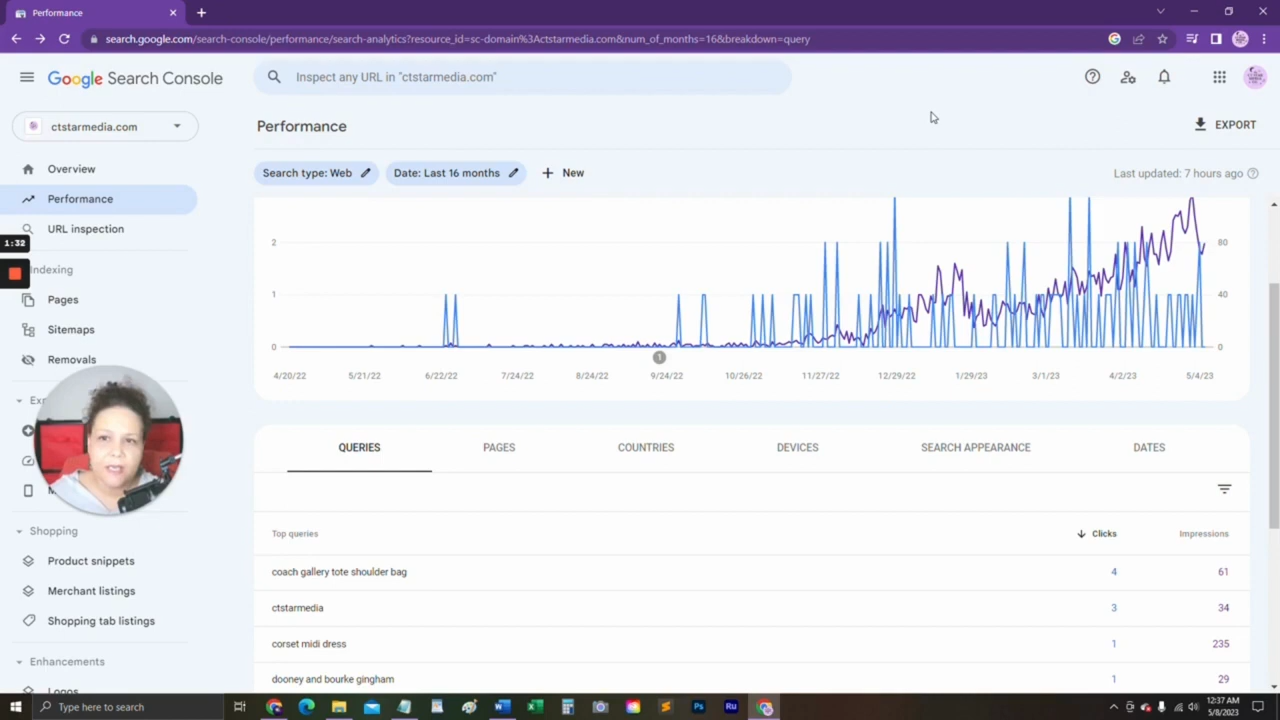 Performance
search.google.com/search-console/performance/search-analytics?resource_id=sc-domain%3Actstarmedia.com&num_of_months=16&breakdown=query
Google Search Console
Inspect any URL in "ctstarmedia.com"
ctstarmedia.com
Performance
EXPORT
Overview
Search type: Web
Date: Last 16 months
New
Last updated: 7 hours ago
Performance
URL inspection
1:32
Indexing
Pages
Sitemaps
Removals
2
1
0
80
40
0
1
4/20/22 5/21/22 6/22/22 7/24/22 8/24/22 9/24/22 10/26/22 11/27/22 12/29/22 1/29/23 3/1/23 4/2/23 5/4/23
QUERIES PAGES COUNTRIES DEVICES SEARCH APPEARANCE DATES
Shopping
Product snippets
Merchant listings
Shopping tab listings
Enhancements
Logos
Top queries Clicks Impressions
coach gallery tote shoulder bag 4 61
ctstarmedia 3 34
corset midi dress 1 235
dooney and bourke gingham 1 29
Type here to search
12:37 AM
5/8/2023